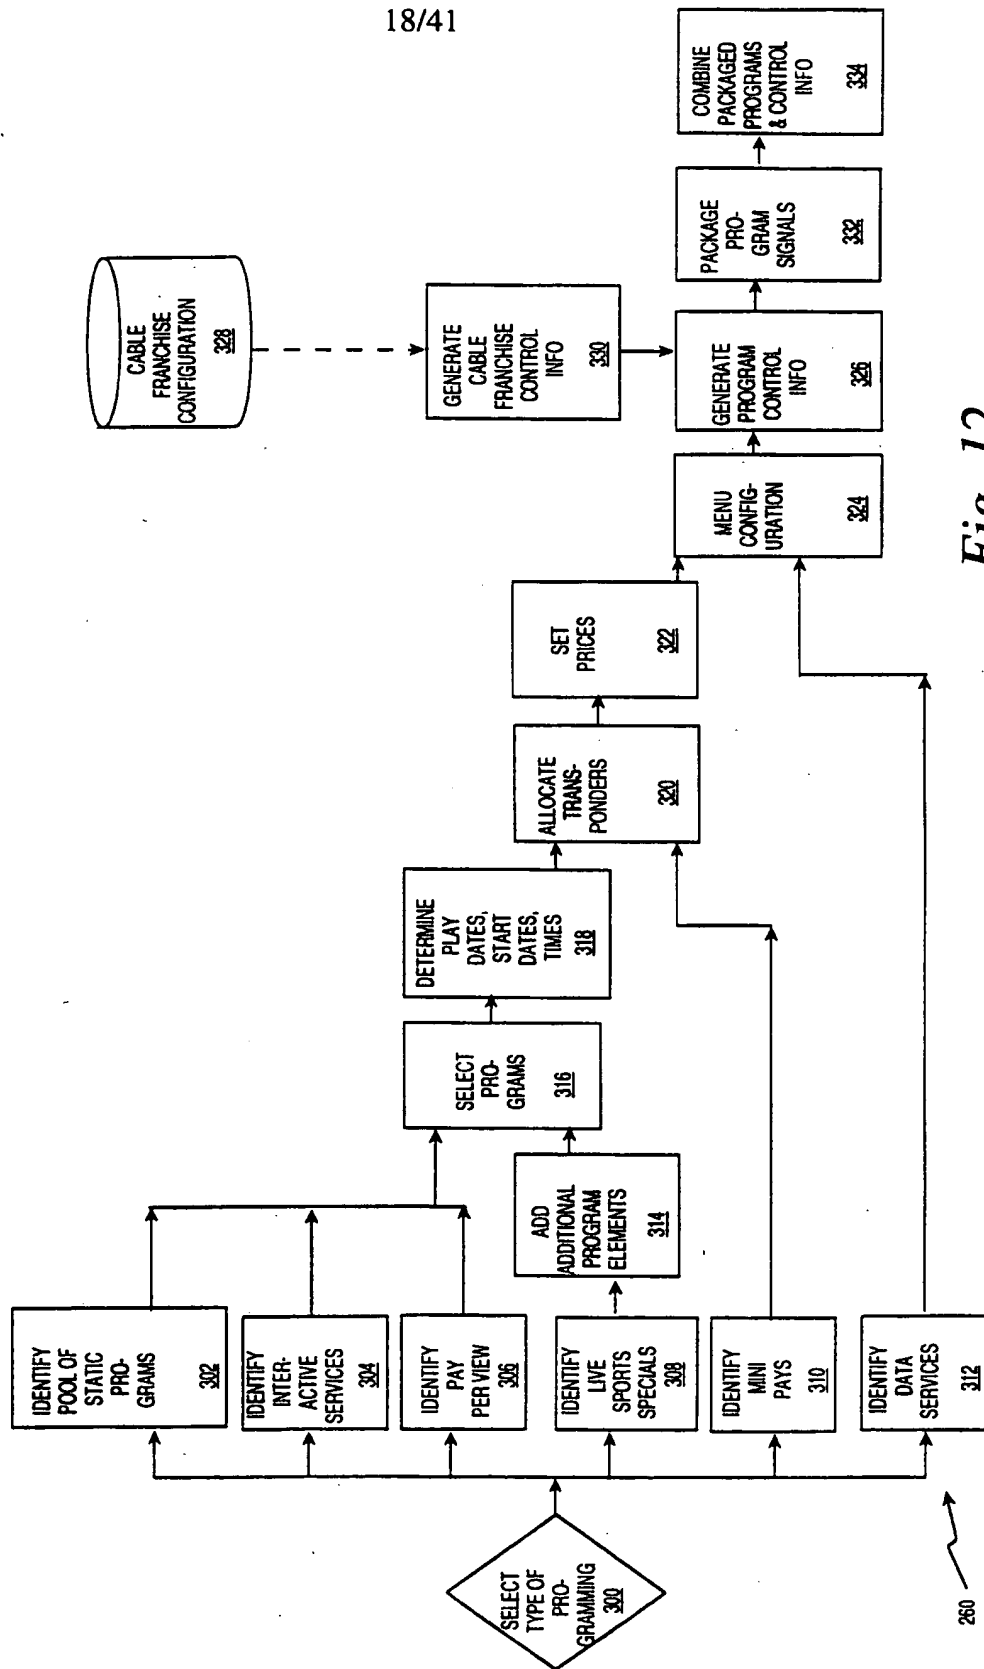 18/41
SELECT
TYPE OF
PRO-
GRAMMING
300
IDENTIFY
POOL OF
STATIC
PRO-
GRAMS
302
IDENTIFY
INTER-
ACTIVE
SERVICES
304
IDENTIFY
PAY
PER VIEW
306
IDENTIFY
LIVE
SPORTS
SPECIALS
308
IDENTIFY
MINI
PAYS
310
IDENTIFY
DATA
SERVICES
312
ADD
ADDITIONAL
PROGRAM
ELEMENTS
314
SELECT
PRO-
GRAMS
316
DETERMINE
PLAY
DATES,
START
DATES,
TIMES
318
ALLOCATE
TRANS-
PONDERS
320
SET
PRICES
322
MENU
CONFIG-
URATION
324
CABLE
FRANCHISE
CONFIGURATION
328
GENERATE
CABLE
FRANCHISE
CONTROL
INFO
330
GENERATE
PROGRAM
CONTROL
INFO
326
PACKAGE
PRO-
GRAM
SIGNALS
332
COMBINE
PACKAGED
PROGRAMS
& CONTROL
INFO
334
260
Fig. 12